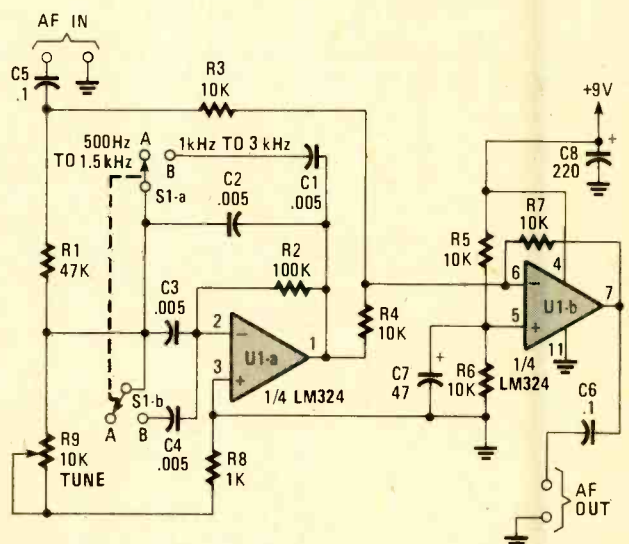 AF IN
C5
.1
R3
10K
+9V
500Hz
TO 1.5kHz
A
B
1kHz TO 3 kHz
S1-a
C1
.005
C2
.005
+
C8
220
R1
47K
R2
100K
R5
10K
R7
10K
C3
.005
R4
10K
6
−
4
7
U1-b
5
+
11
1/4
LM324
2
−
1
U1-a
3
+
1/4 LM324
S1-b
A
B
C4
.005
C7
47
+
R6
10K
C6
.1
R9
10K
TUNE
R8
1K
AF
OUT